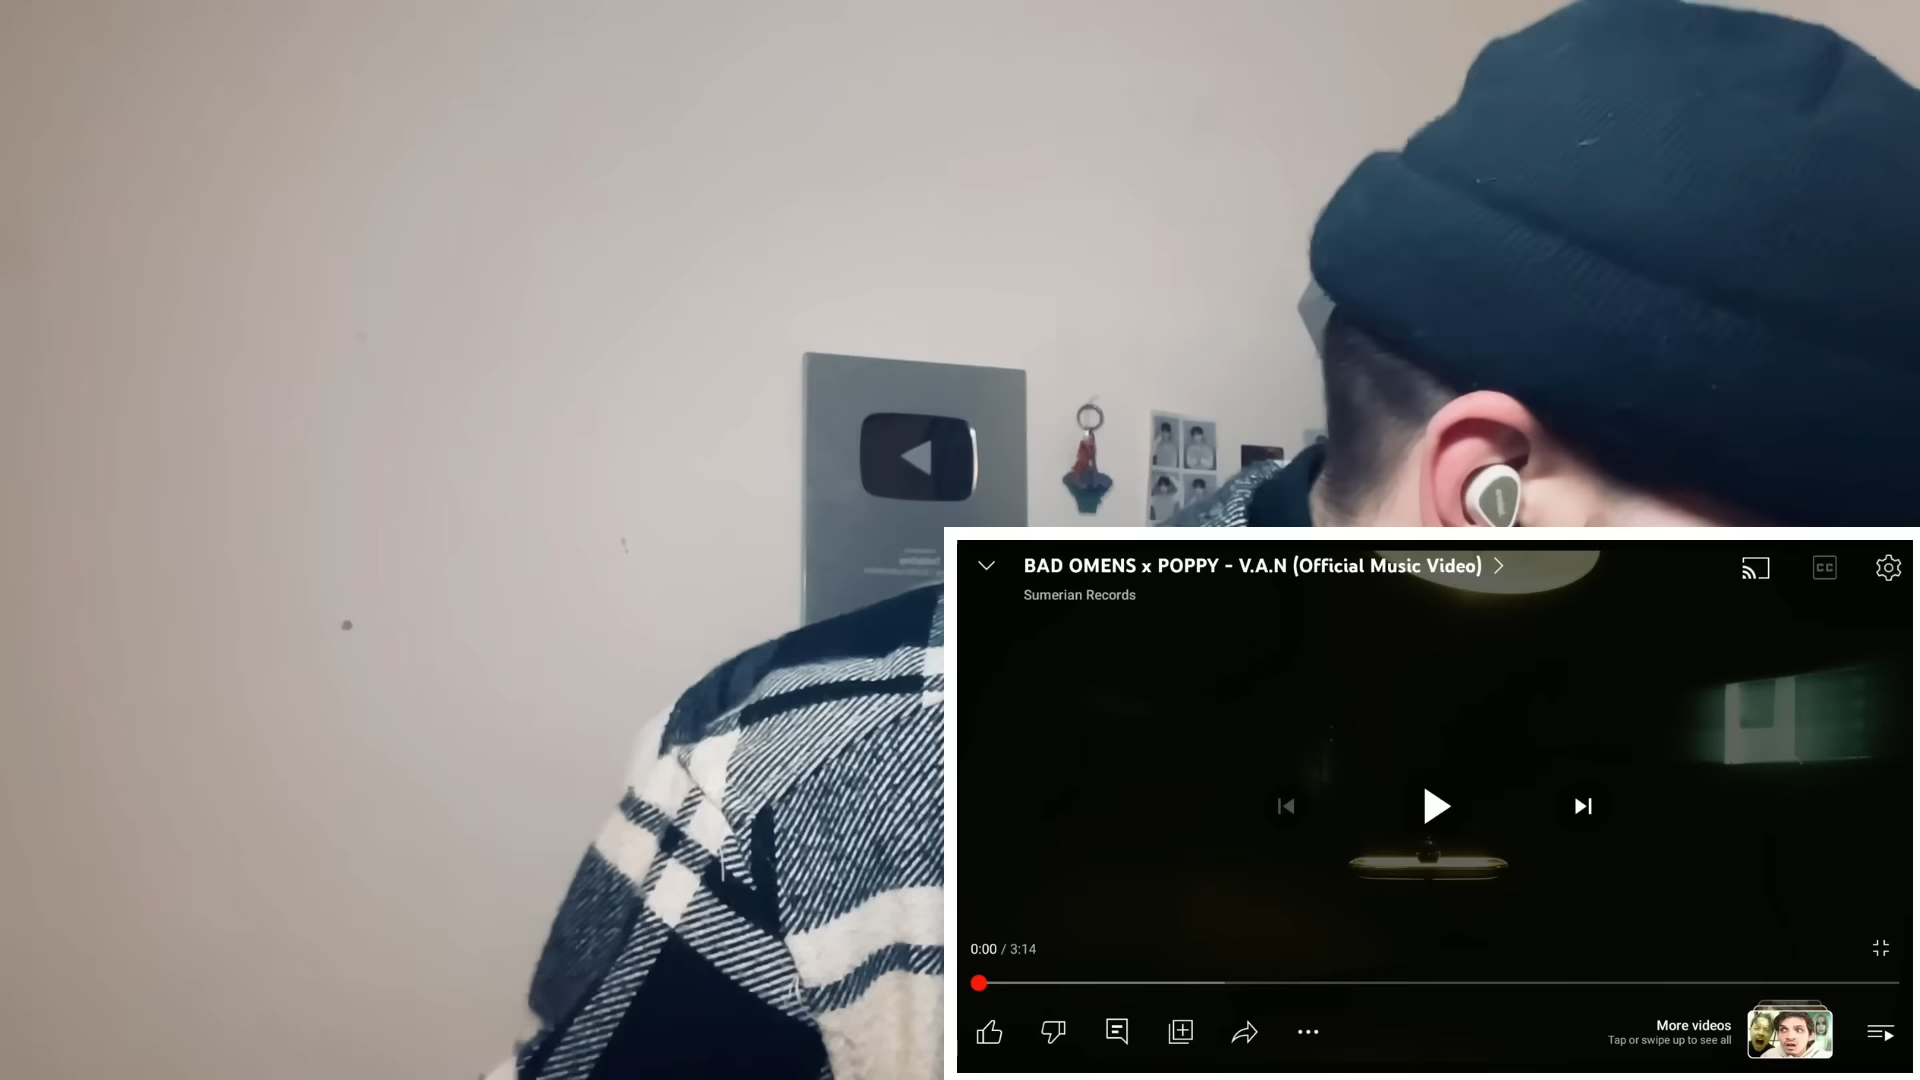 BAD OMENS x POPPY - V.A.N (Official Music Video)
Sumerian Records
CC
0:00 / 3:14
More videos
Tap or swipe up to see all